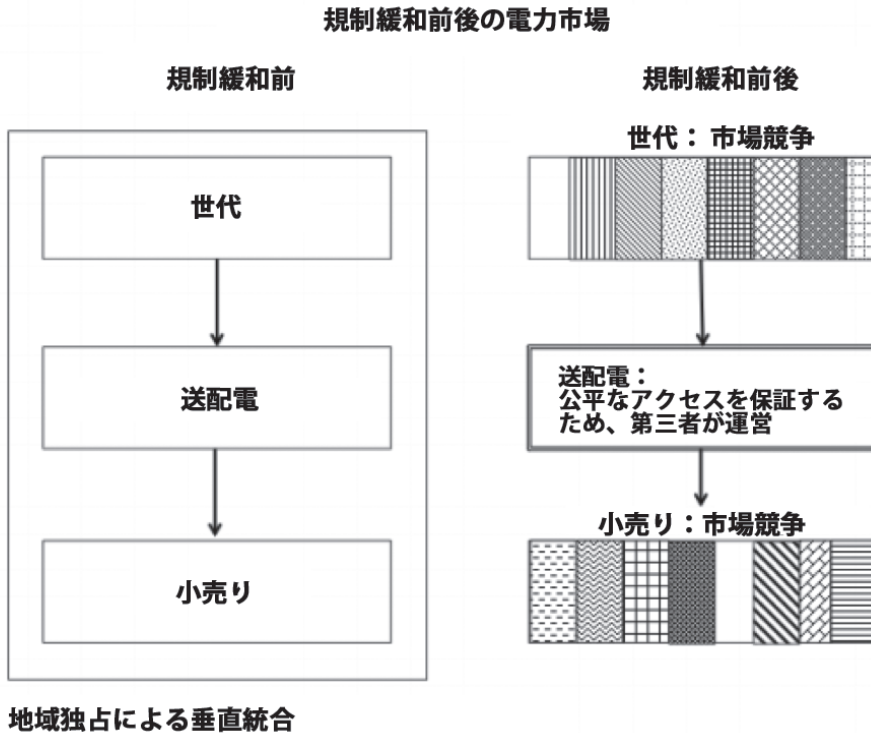 規制緩和前後の電力市場
規制緩和前
世代
送配電
小売り
地域独占による垂直統合
規制緩和前後
世代： 市場競争
送配電：
公平なアクセスを保証する
ため、第三者が運営
小売り：市場競争